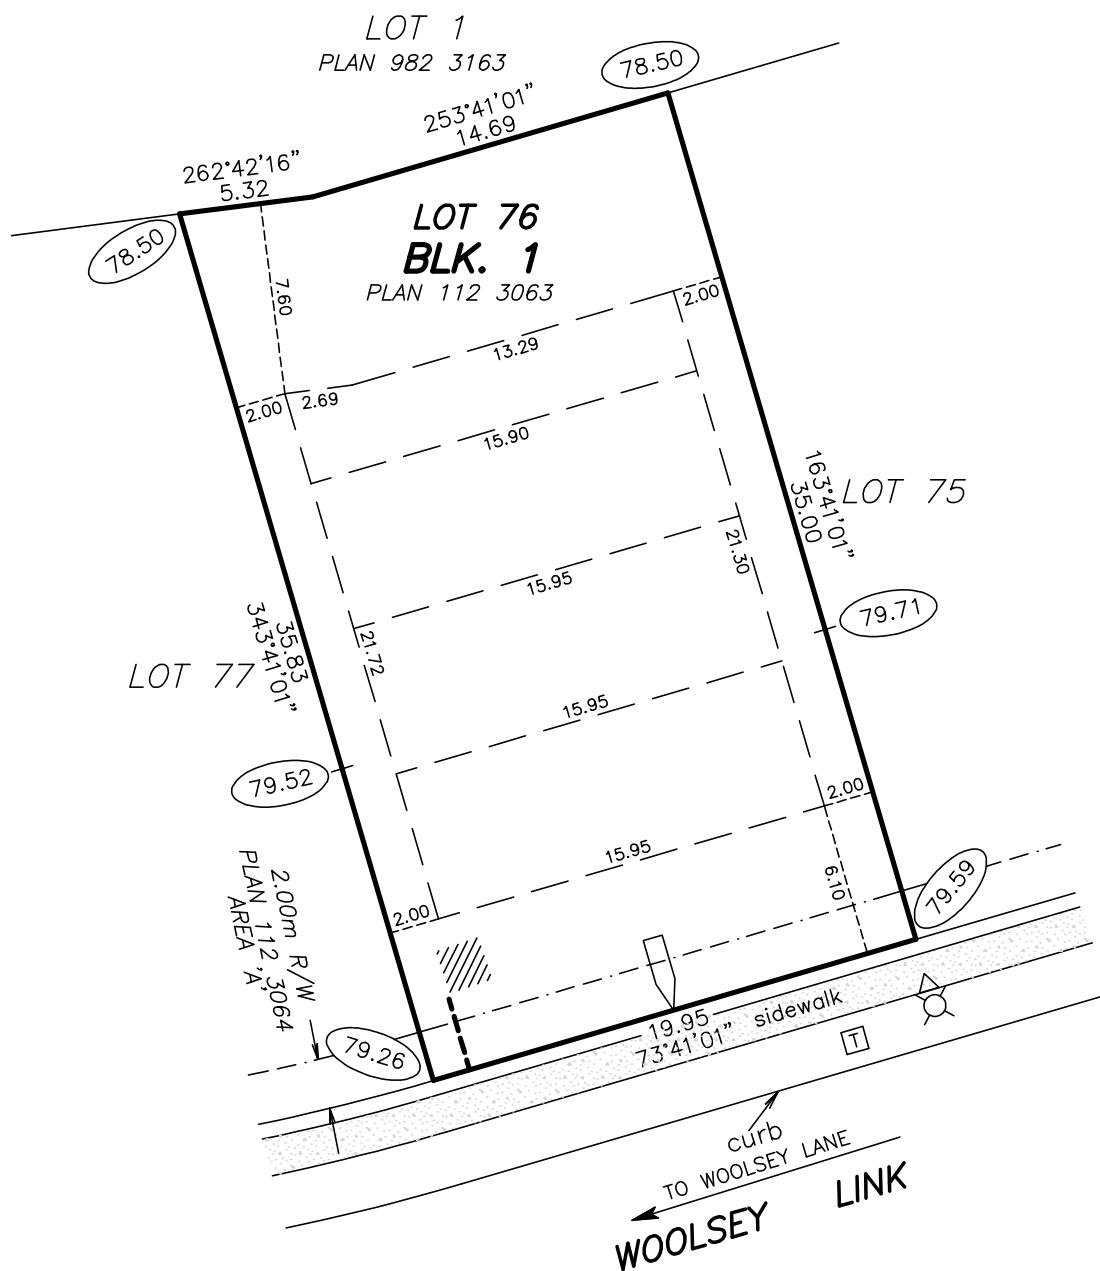 LOT 1
PLAN 982 3163
78.50
253°41'01"
14.69
262°42'16"
5.32
78.50
LOT 76
BLK. 1
PLAN 112 3063
7.60
2.00
13.29
2.00
2.69
15.90
163°41'01"
35.00
LOT 75
21.30
15.95
79.71
35.83
343°41'01"
LOT 77
21.72
15.95
79.52
2.00
15.95
6.10
79.59
2.00
2.00m R/W
PLAN 112 3064
AREA 'A'
79.26
19.95
73°41'01"
sidewalk
T
curb
TO WOOLSEY LANE
WOOLSEY LINK